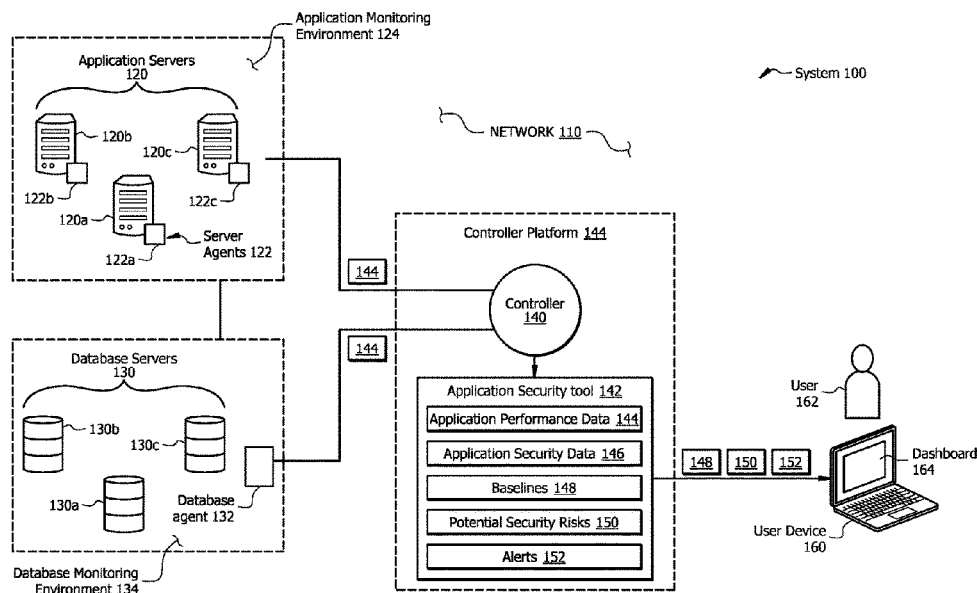 Application Monitoring
Environment 124
Application Servers
120
120b
120c
122b
120a
122c
Server
Agents 122
122a
System 100
NETWORK 110
Controller Platform 144
144
Controller
140
144
Database Servers
130
130b
130c
130a
Database
agent 132
Database Monitoring
Environment 134
Application Security tool 142
Application Performance Data 144
Application Security Data 146
Baselines 148
Potential Security Risks 150
Alerts 152
148 150 152
User
162
Dashboard
164
User Device
160